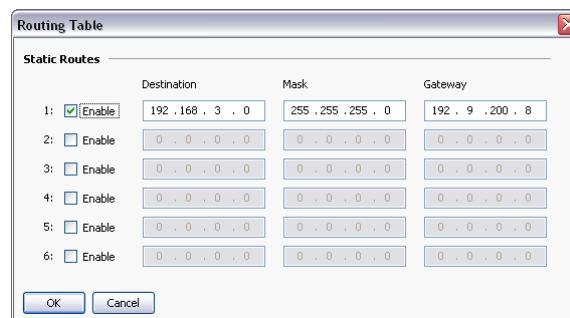 Routing Table
Static Routes
Destination Mask Gateway
1: Enable 192 . 168 . 3 . 0 255 . 255 . 255 . 0 192 . 9 . 200 . 8
2: Enable 0 . 0 . 0 . 0 0 . 0 . 0 . 0 0 . 0 . 0 . 0
3: Enable 0 . 0 . 0 . 0 0 . 0 . 0 . 0 0 . 0 . 0 . 0
4: Enable 0 . 0 . 0 . 0 0 . 0 . 0 . 0 0 . 0 . 0 . 0
5: Enable 0 . 0 . 0 . 0 0 . 0 . 0 . 0 0 . 0 . 0 . 0
6: Enable 0 . 0 . 0 . 0 0 . 0 . 0 . 0 0 . 0 . 0 . 0
OK Cancel